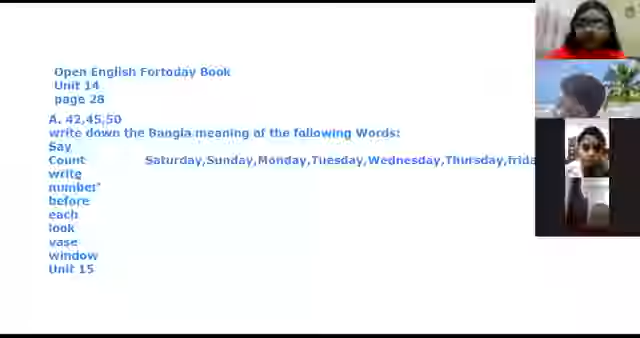 Open English Fortoday Book
Unit 14
page 28
A. 42,45,50
write down the Bangla meaning of the following Words:
Say
Count Saturday,Sunday,Monday,Tuesday,Wednesday,Thursday,frida
write
number'
before
each
look
vase
window
Unit 15